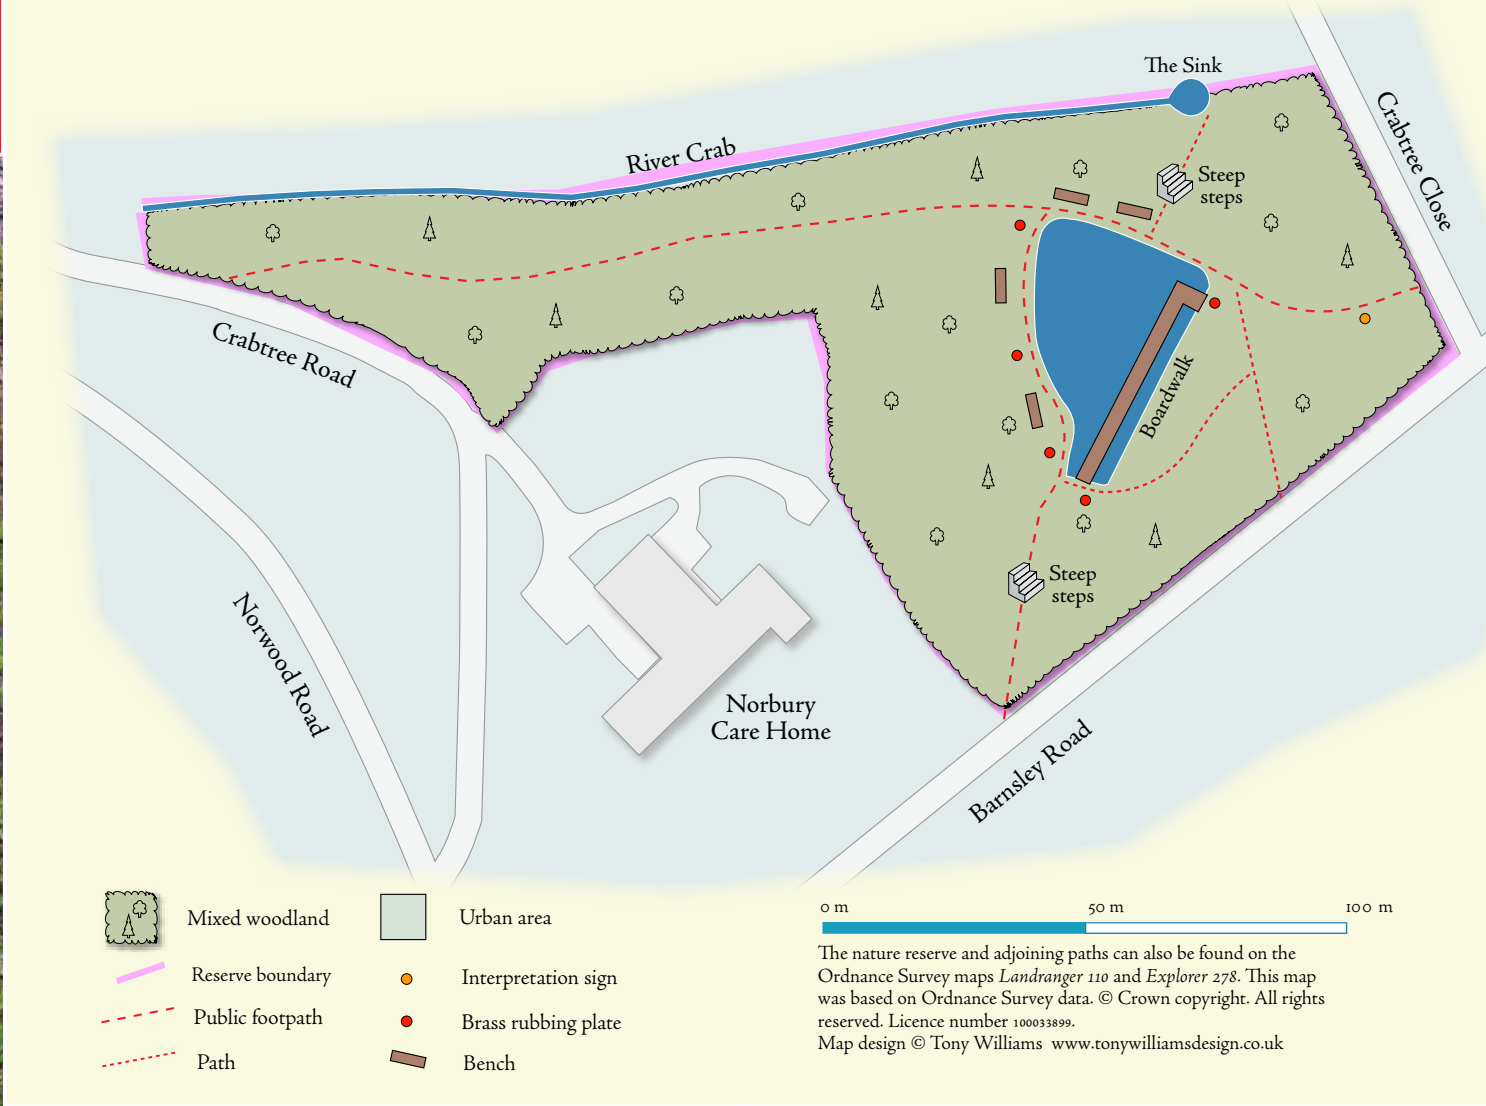 The Sink
River Crab
Crabtree Close
Steep
steps
Crabtree Road
Boardwalk
Steep
steps
Norwood Road
Norbury
Care Home
Barnsley Road
Mixed woodland
Urban area
Reserve boundary
Interpretation sign
Public footpath
Brass rubbing plate
Path
Bench
0 m 50 m 100 m
The nature reserve and adjoining paths can also be found on the
Ordnance Survey maps Landranger 110 and Explorer 278. This map
was based on Ordnance Survey data. © Crown copyright. All rights
reserved. Licence number 100033899.
Map design © Tony Williams www.tonywilliamsdesign.co.uk